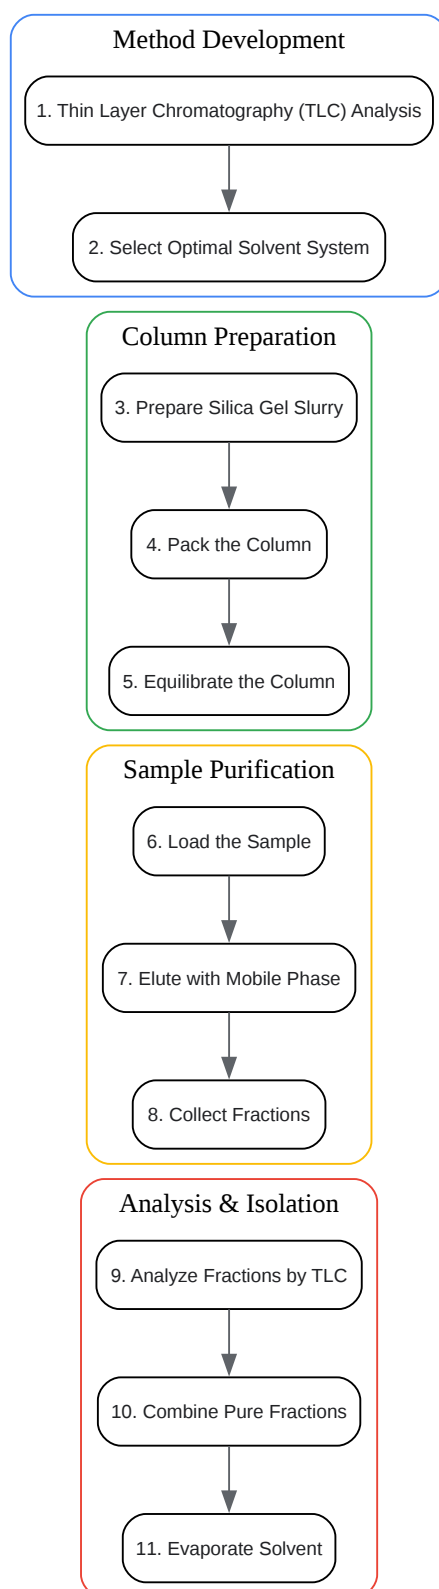 Method Development
1. Thin Layer Chromatography (TLC) Analysis
2. Select Optimal Solvent System
Column Preparation
3. Prepare Silica Gel Slurry
4. Pack the Column
5. Equilibrate the Column
Sample Purification
6. Load the Sample
7. Elute with Mobile Phase
8. Collect Fractions
Analysis & Isolation
9. Analyze Fractions by TLC
10. Combine Pure Fractions
11. Evaporate Solvent